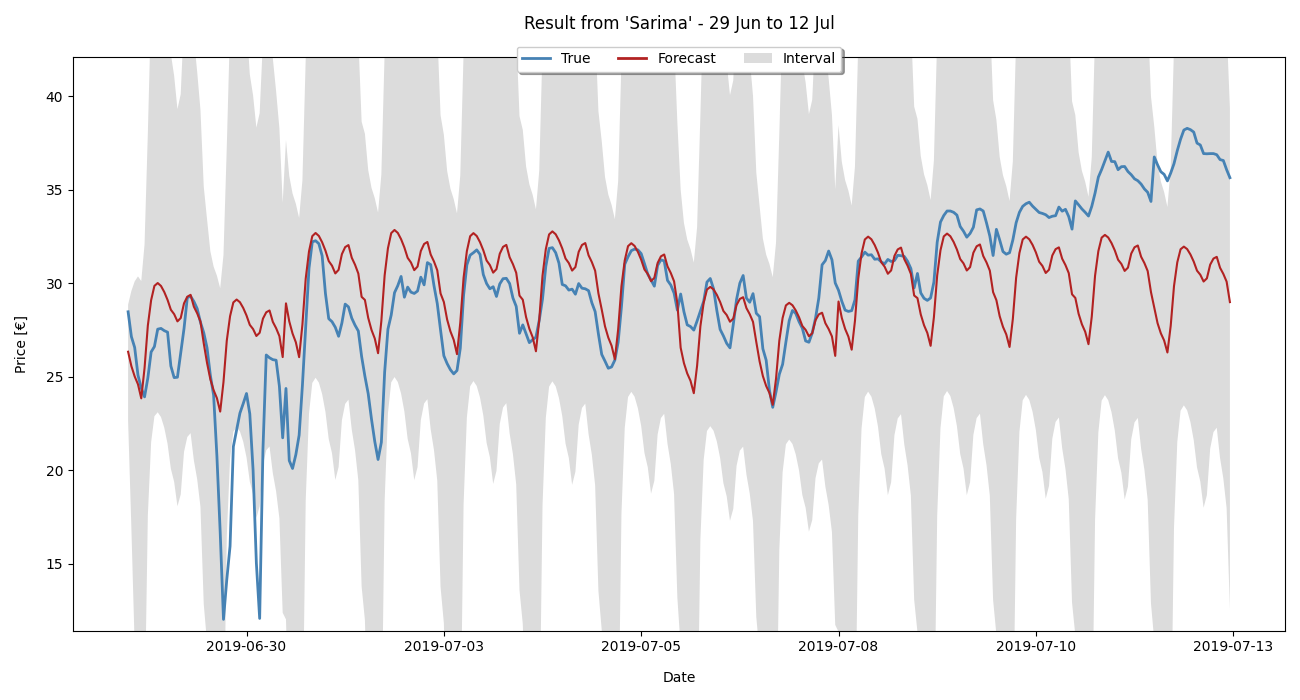 Result from 'Sarima' - 29 Jun to 12 Jul
True Forecast Interval
Price [€]
40
35
30
25
20
15
2019-06-30 2019-07-03 2019-07-05 2019-07-08 2019-07-10 2019-07-13
Date